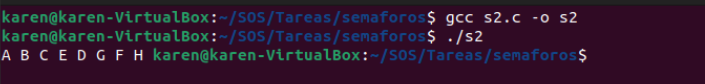 karen@karen-VirtualBox:~/SOS/Tareas/semaforos$ gcc s2.c -o s2
karen@karen-VirtualBox:~/SOS/Tareas/semaforos$ ./s2
A B C E D G F H karen@karen-VirtualBox:~/SOS/Tareas/semaforos$